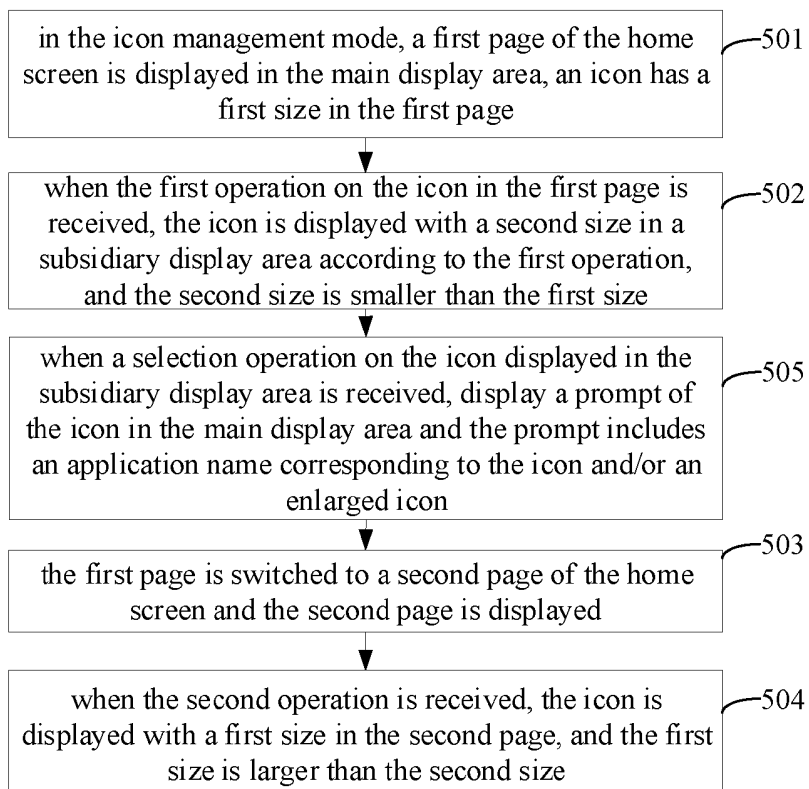 in the icon management mode, a first page of the home
screen is displayed in the main display area, an icon has a
first size in the first page
501
when the first operation on the icon in the first page is
received, the icon is displayed with a second size in a
subsidiary display area according to the first operation,
and the second size is smaller than the first size
502
when a selection operation on the icon displayed in the
subsidiary display area is received, display a prompt of
the icon in the main display area and the prompt includes
an application name corresponding to the icon and/or an
enlarged icon
505
the first page is switched to a second page of the home
screen and the second page is displayed
503
when the second operation is received, the icon is
displayed with a first size in the second page, and the first
size is larger than the second size
504